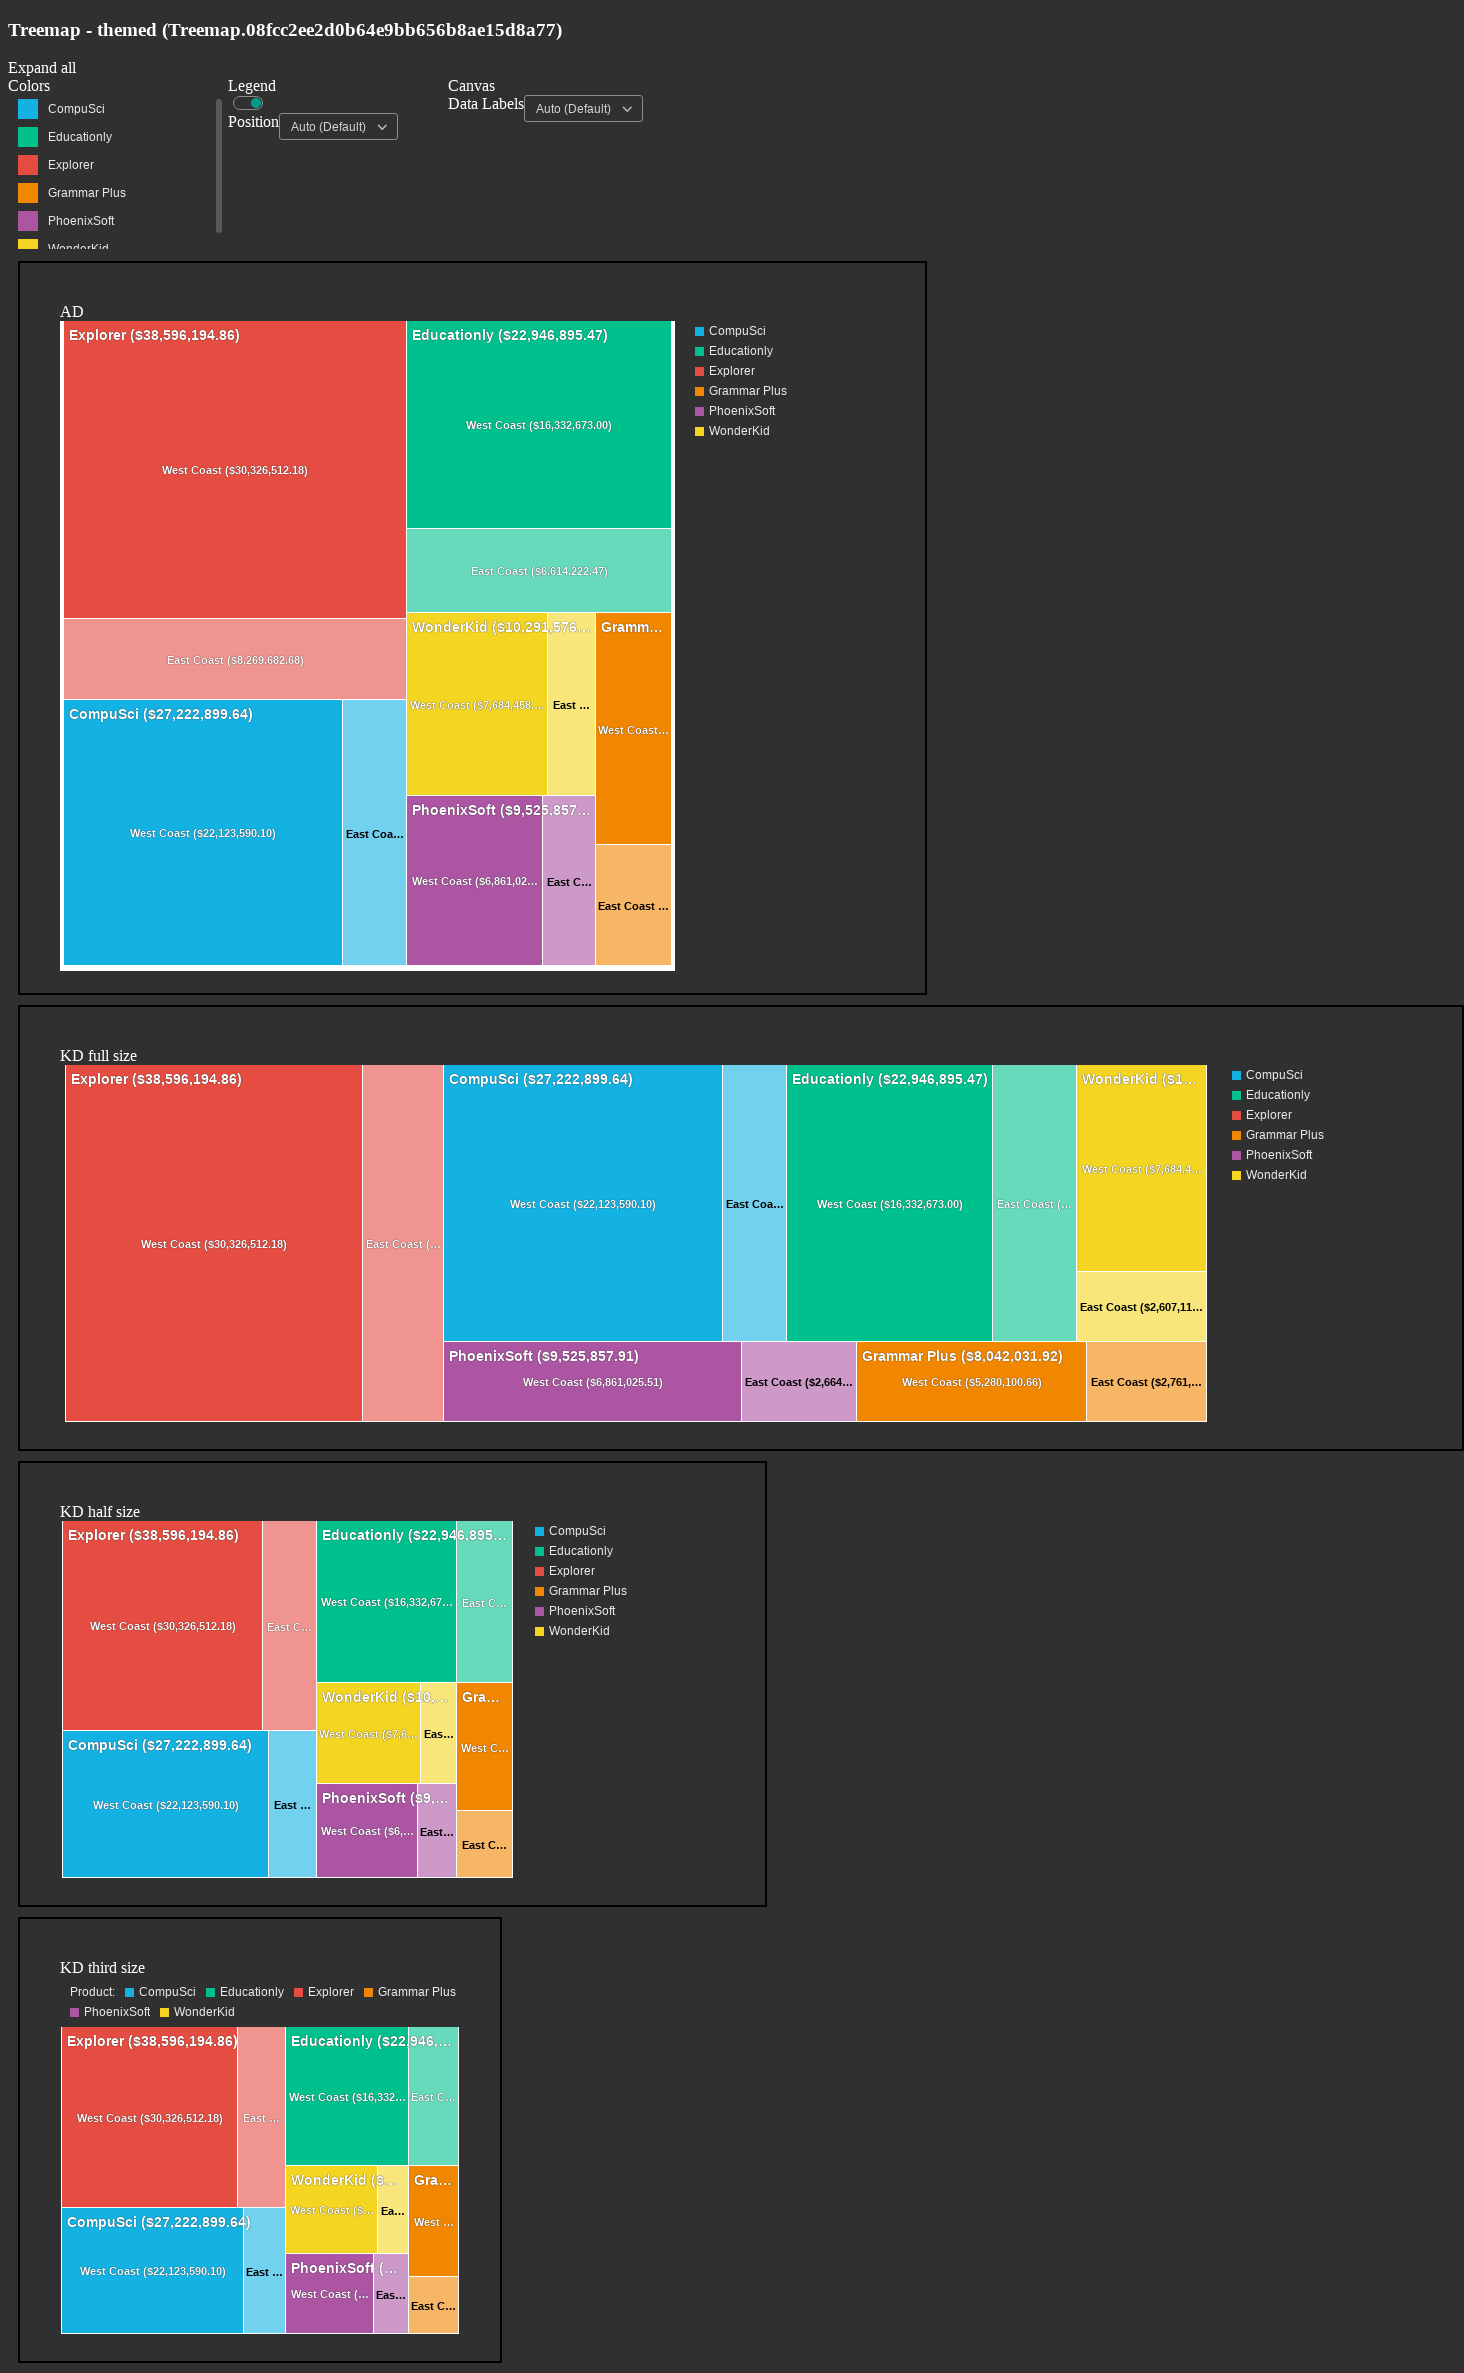 Treemap - themed (Treemap.08fcc2ee2d0b64e9bb656b8ae15d8a77)
Expand all
Colors
CompuSci
Educationly
Explorer
Grammar Plus
PhoenixSoft
WonderKid
Legend
Position Auto (Default)
Canvas
Data Labels Auto (Default)
AD
Explorer ($38,596,194.86)
West Coast ($30,326,512.18)
East Coast ($8,269,682.68)
CompuSci ($27,222,899.64)
West Coast ($22,123,590.10)
East Coa…
Educationly ($22,946,895.47)
West Coast ($16,332,673.00)
East Coast ($6,614,222.47)
WonderKid ($10,291,576…
West Coast ($7,684,458.…
East …
PhoenixSoft ($9,525,857…
West Coast ($6,861,02…
East C…
Gramm…
West Coast…
East Coast …
CompuSci
Educationly
Explorer
Grammar Plus
PhoenixSoft
WonderKid
KD full size
Explorer ($38,596,194.86)
West Coast ($30,326,512.18)
East Coast (…
CompuSci ($27,222,899.64)
West Coast ($22,123,590.10)
East Coa…
Educationly ($22,946,895.47)
West Coast ($16,332,673.00)
East Coast (…
WonderKid ($1…
West Coast ($7,684,4…
East Coast ($2,607,11…
PhoenixSoft ($9,525,857.91)
West Coast ($6,861,025.51)
East Coast ($2,664…
Grammar Plus ($8,042,031.92)
West Coast ($5,280,100.66)
East Coast ($2,761,…
CompuSci
Educationly
Explorer
Grammar Plus
PhoenixSoft
WonderKid
KD half size
Explorer ($38,596,194.86)
West Coast ($30,326,512.18)
East C…
CompuSci ($27,222,899.64)
West Coast ($22,123,590.10)
East …
Educationly ($22,946,895…
West Coast ($16,332,67…
East C…
WonderKid ($10,…
West Coast ($7,6…
Eas…
PhoenixSoft ($9,…
West Coast ($6,…
East…
Gra…
West C…
East C…
CompuSci
Educationly
Explorer
Grammar Plus
PhoenixSoft
WonderKid
KD third size
Product: CompuSci Educationly Explorer Grammar Plus
PhoenixSoft WonderKid
Explorer ($38,596,194.86)
West Coast ($30,326,512.18)
East …
CompuSci ($27,222,899.64)
West Coast ($22,123,590.10)
East …
Educationly ($22,946,…
West Coast ($16,332…
East C…
WonderKid ($…
West Coast ($…
Ea…
PhoenixSoft (…
West Coast (…
Eas…
Gra…
West …
East C…